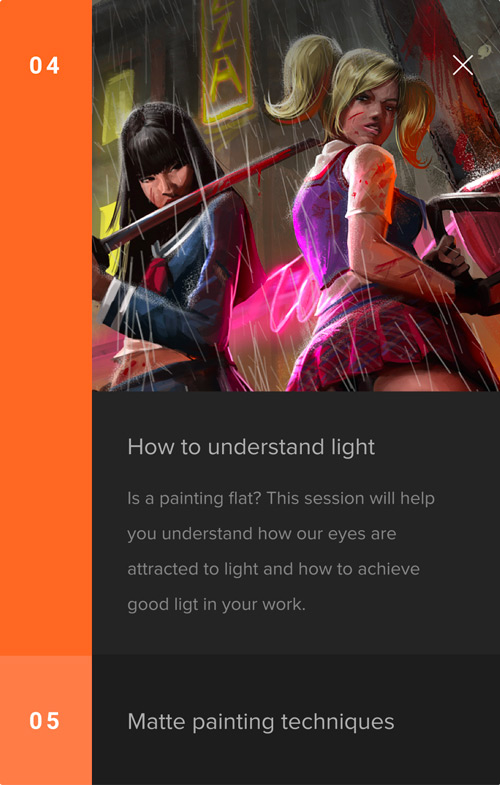 04
ZA
How to understand light
Is a painting flat? This session will help
you understand how our eyes are
attracted to light and how to achieve
good ligt in your work.
05
Matte painting techniques